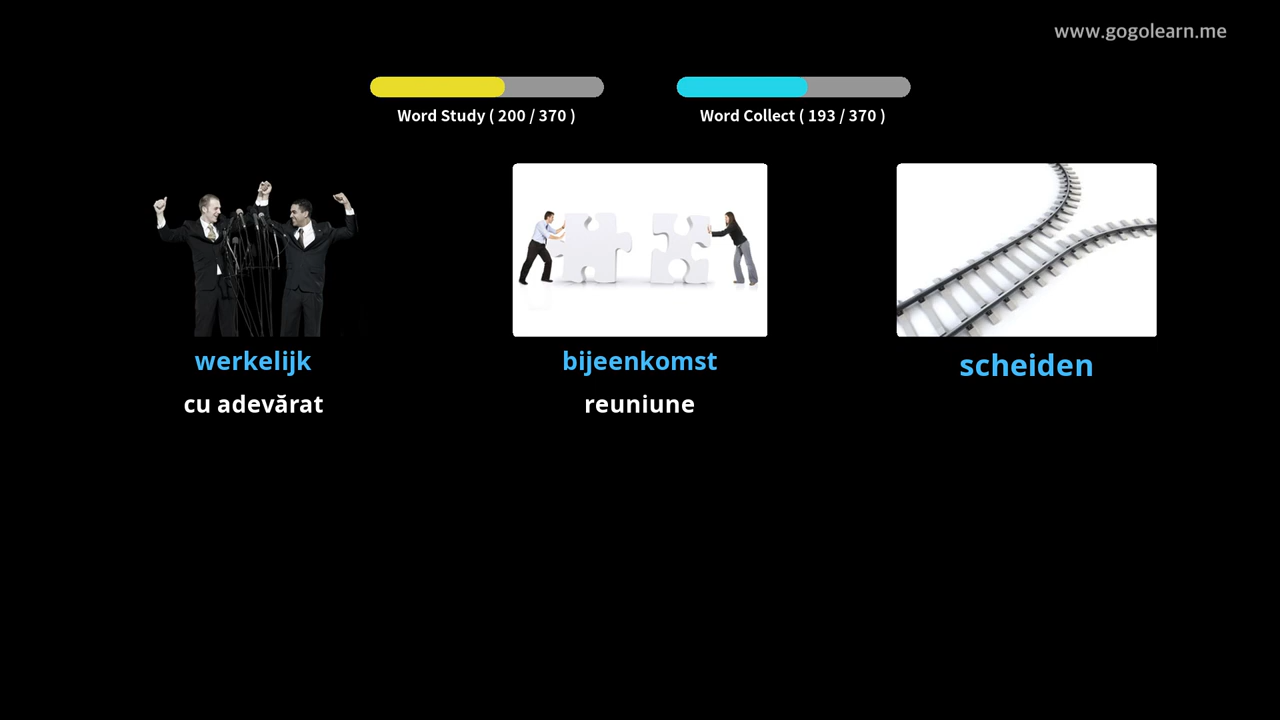 www.gogolearn.me
Word Study ( 200 / 370 )
Word Collect ( 193 / 370 )
werkelijk
cu adevărat
bijeenkomst
reuniune
scheiden